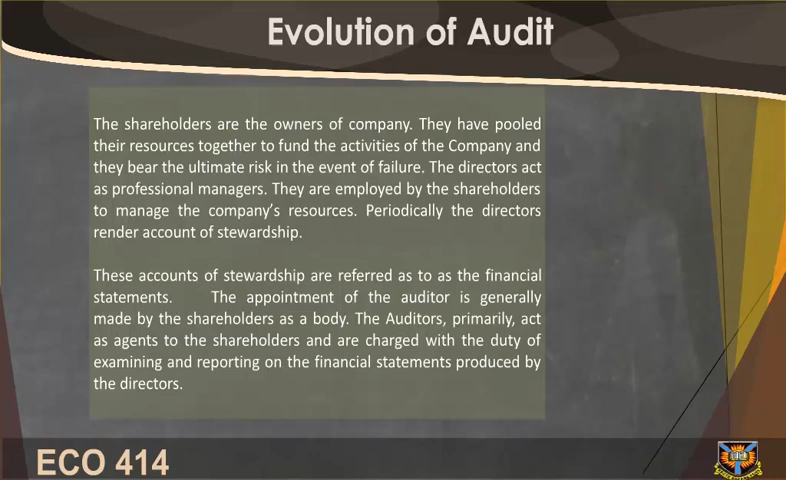 Evolution of Audit
The shareholders are the owners of company. They have pooled
their resources together to fund the activities of the Company and
they bear the ultimate risk in the event of failure. The directors act
as professional managers. They are employed by the shareholders
to manage the company's resources. Periodically the directors
render account of stewardship.
These accounts of stewardship are referred as to as the financial
statements. The appointment of the auditor is generally
made by the shareholders as a body. The Auditors, primarily, act
as agents to the shareholders and are charged with the duty of
examining and reporting on the financial statements produced by
the directors.
ECO 414